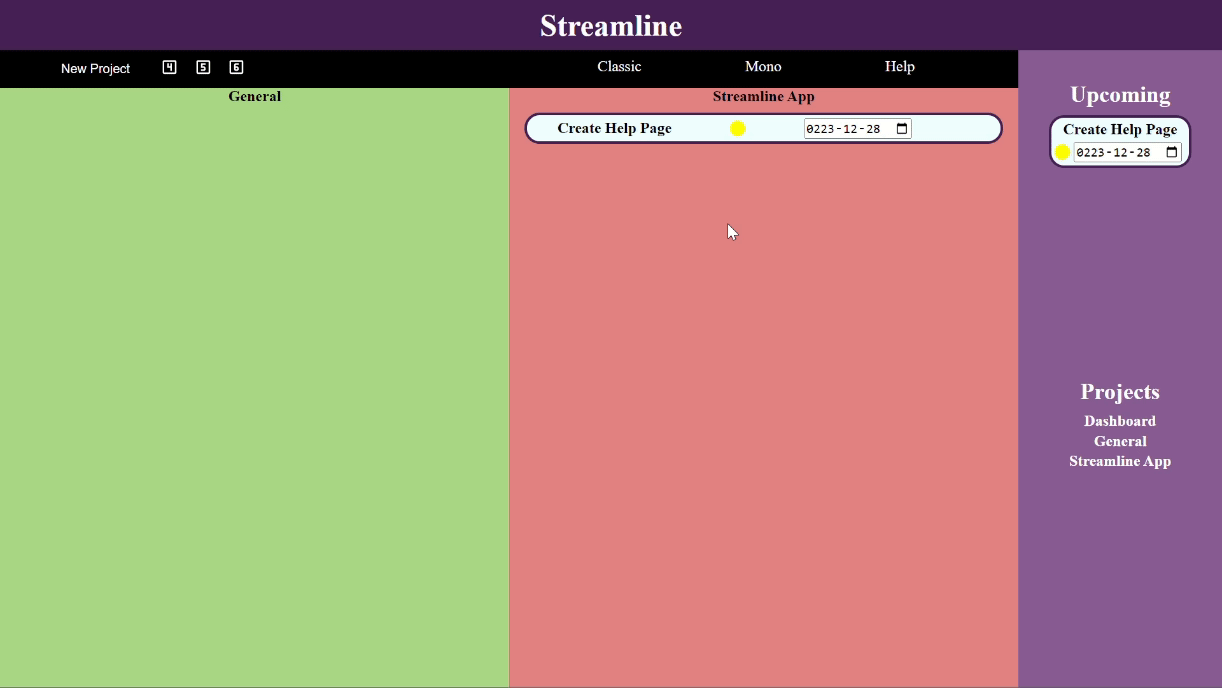 Streamline
New Project 4 5 6 Classic Mono Help
General
Streamline App
Create Help Page 0223-12-28
Upcoming
Create Help Page
0223-12-28
Projects
Dashboard
General
Streamline App